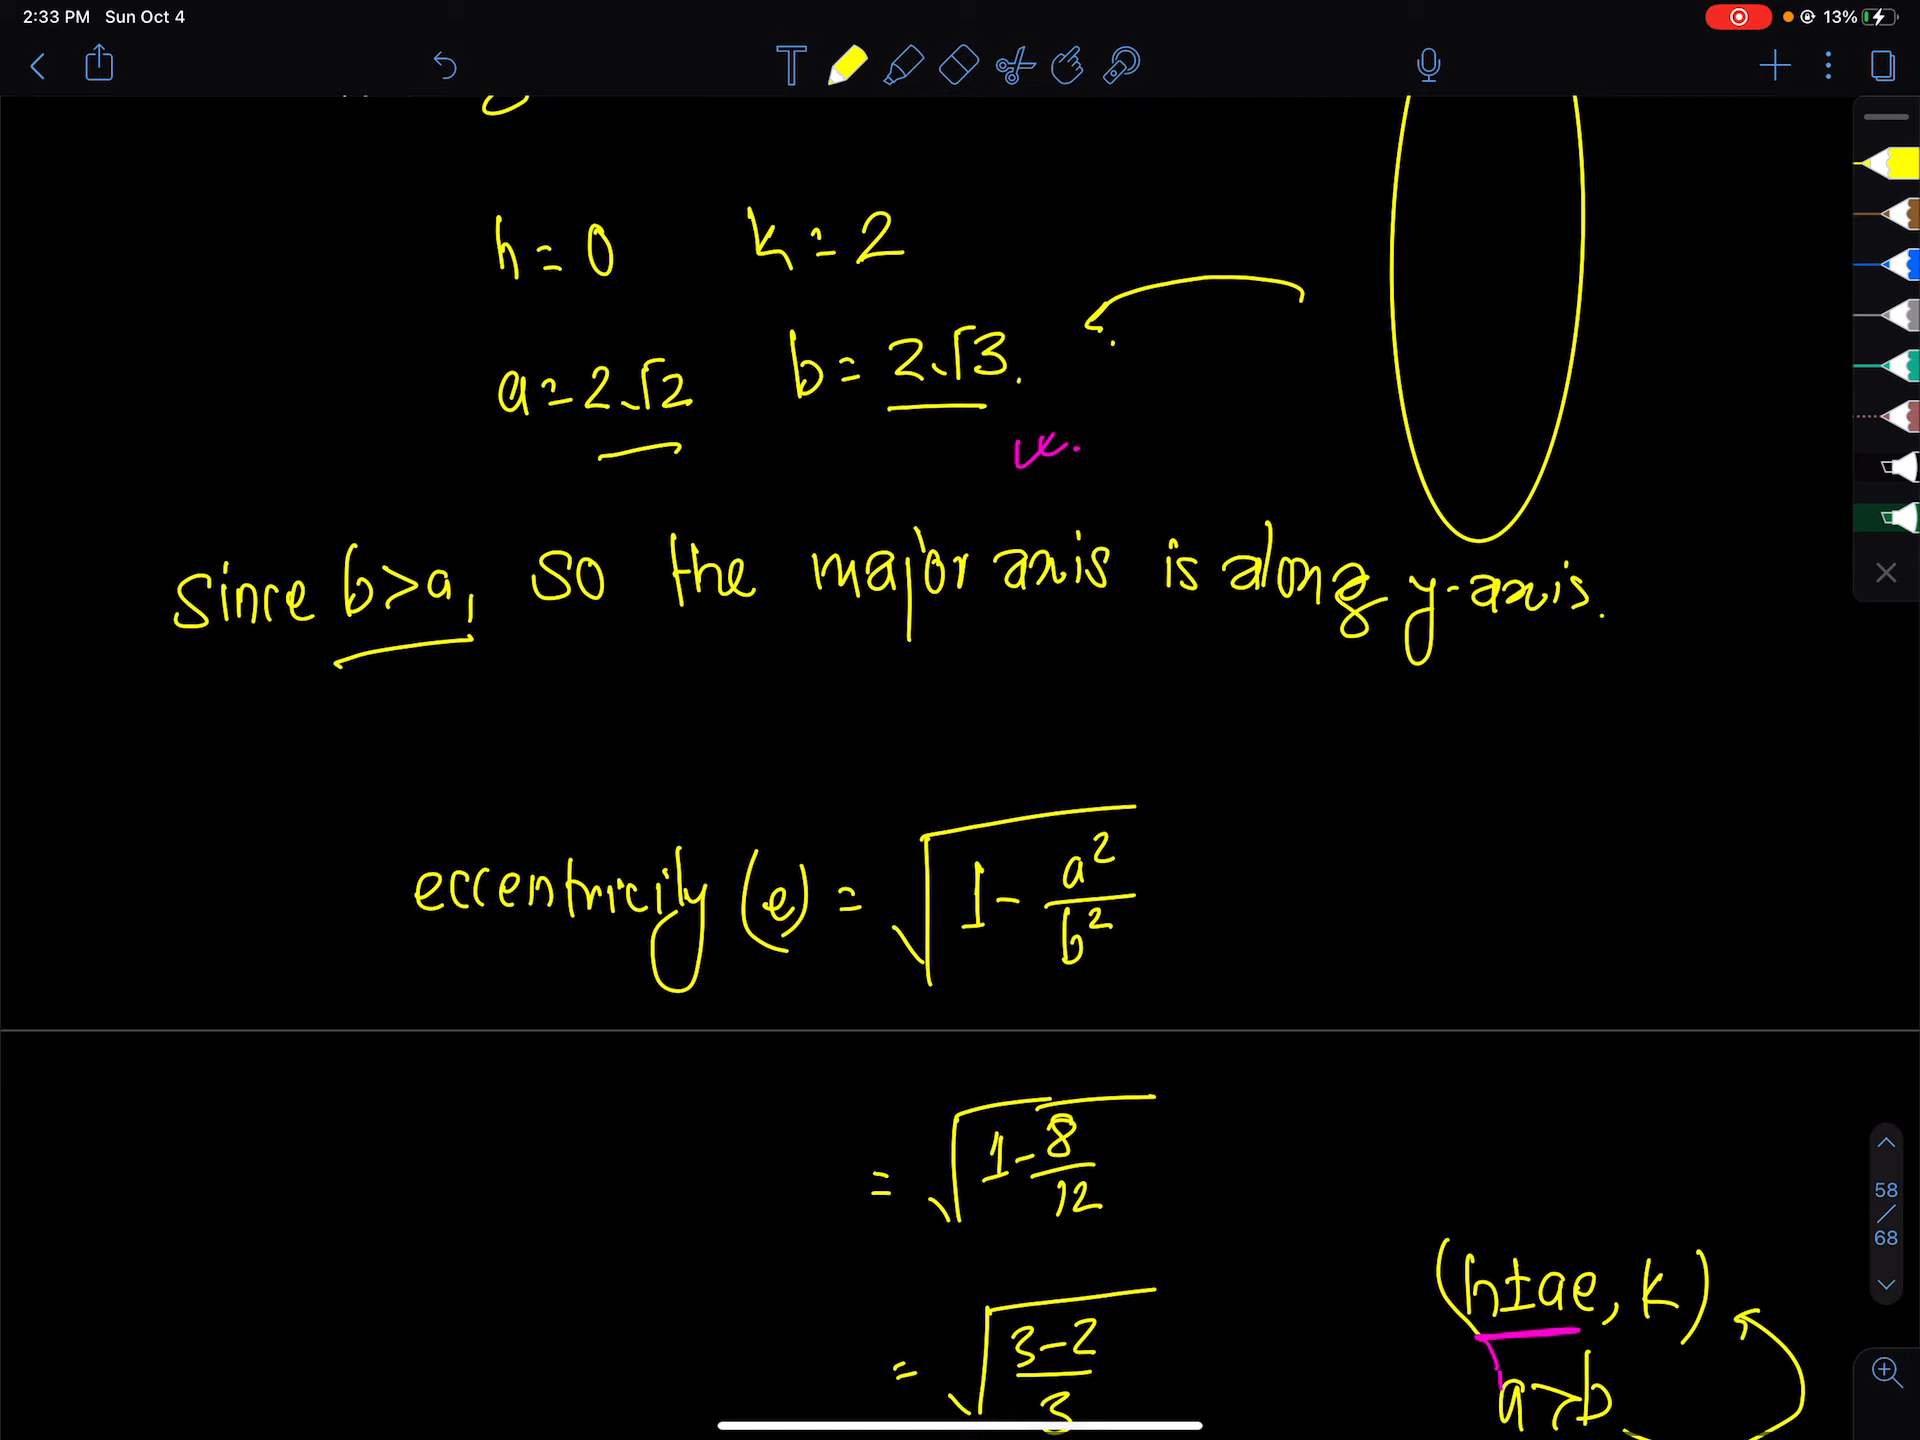 2:33 PM Sun Oct 4 13%
h = 0 k = 2
a = 2√2 b = 2√3.
Since b>a, so the major axis is along y-axis.
eccentricity (e) = √(1 - a²/b²)
= √(1 - 8/12)
= √((3-2)/3)
(h±ae, k)
a>b
58
/
68